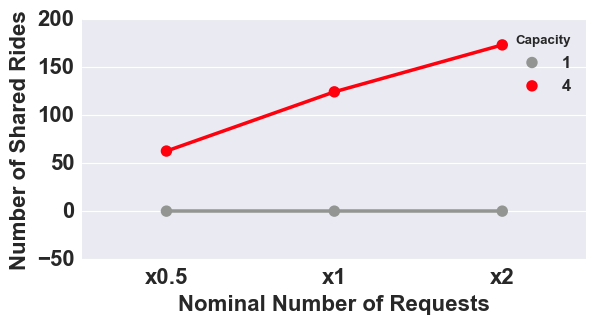 Number of Shared Rides
200
150
100
50
0
−50
Capacity
1
4
x0.5 x1 x2
Nominal Number of Requests